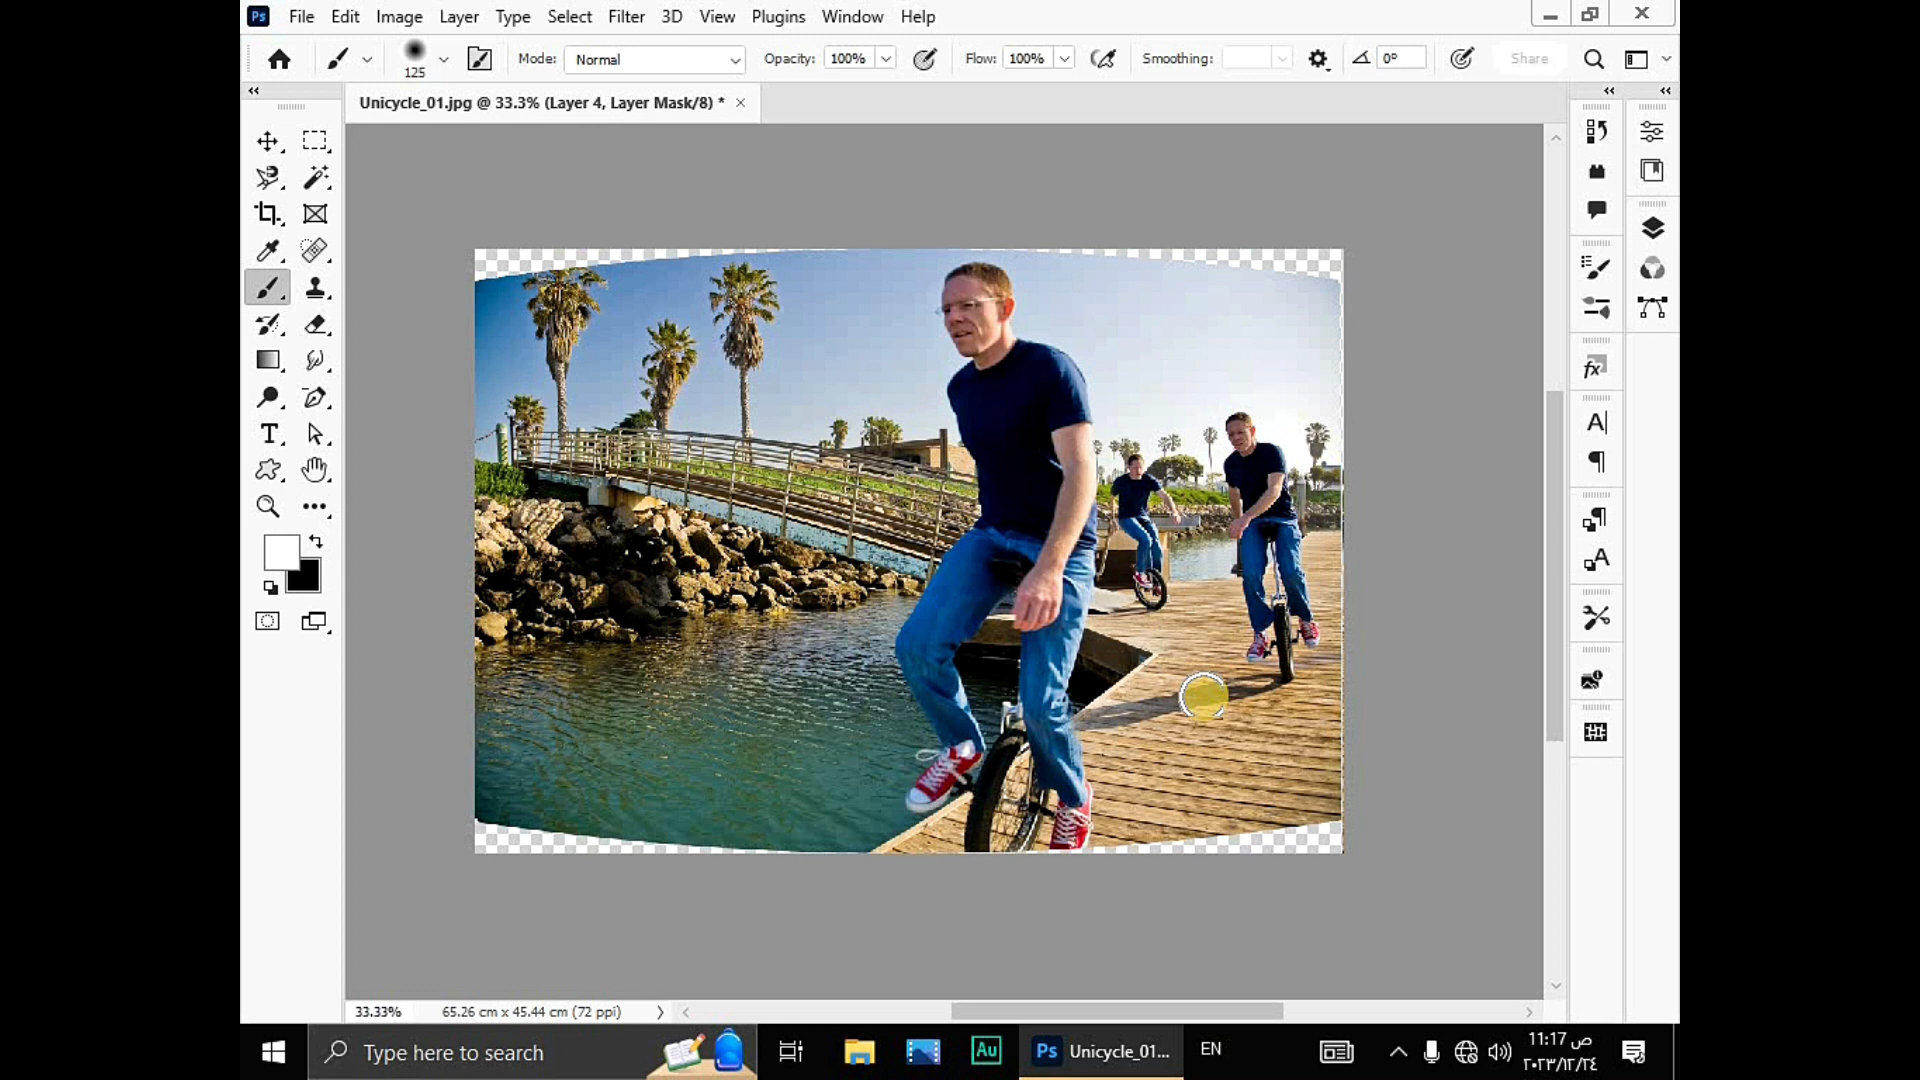 Ps File Edit Image Layer Type Select Filter 3D View Plugins Window Help
125 Mode: Normal Opacity: 100% Flow: 100% Smoothing: 0° Share
Unicycle_01.jpg @ 33.3% (Layer 4, Layer Mask/8) *
33.33% 65.26 cm x 45.44 cm (72 ppi)
Type here to search
Au
Ps Unicycle_01...
EN
11:17 ص
٢٠٢٣/١٢/٢٤